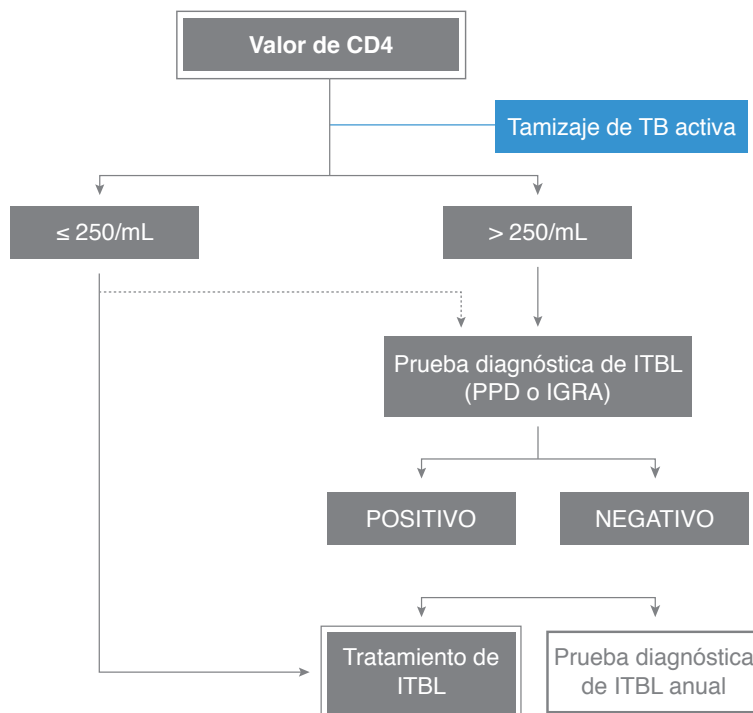 Valor de CD4
Tamizaje de TB activa
≤ 250/mL
> 250/mL
Prueba diagnóstica de ITBL
(PPD o IGRA)
POSITIVO
NEGATIVO
Tratamiento de
ITBL
Prueba diagnóstica
de ITBL anual